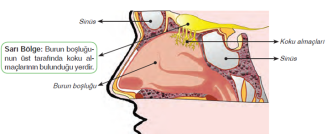 Sinüs
Koku almaçları
Sarı Bölge: Burun boşluğu-
nun üst tarafında koku al-
maçlarının bulunduğu yerdir.
Sinüs
Burun boşluğu